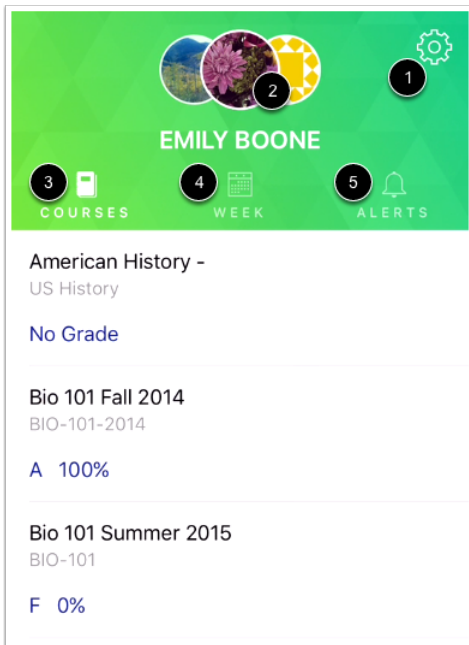 1
2
EMILY BOONE
3
4
5
COURSES
WEEK
ALERTS
American History -
US History
No Grade
Bio 101 Fall 2014
BIO-101-2014
A 100%
Bio 101 Summer 2015
BIO-101
F 0%